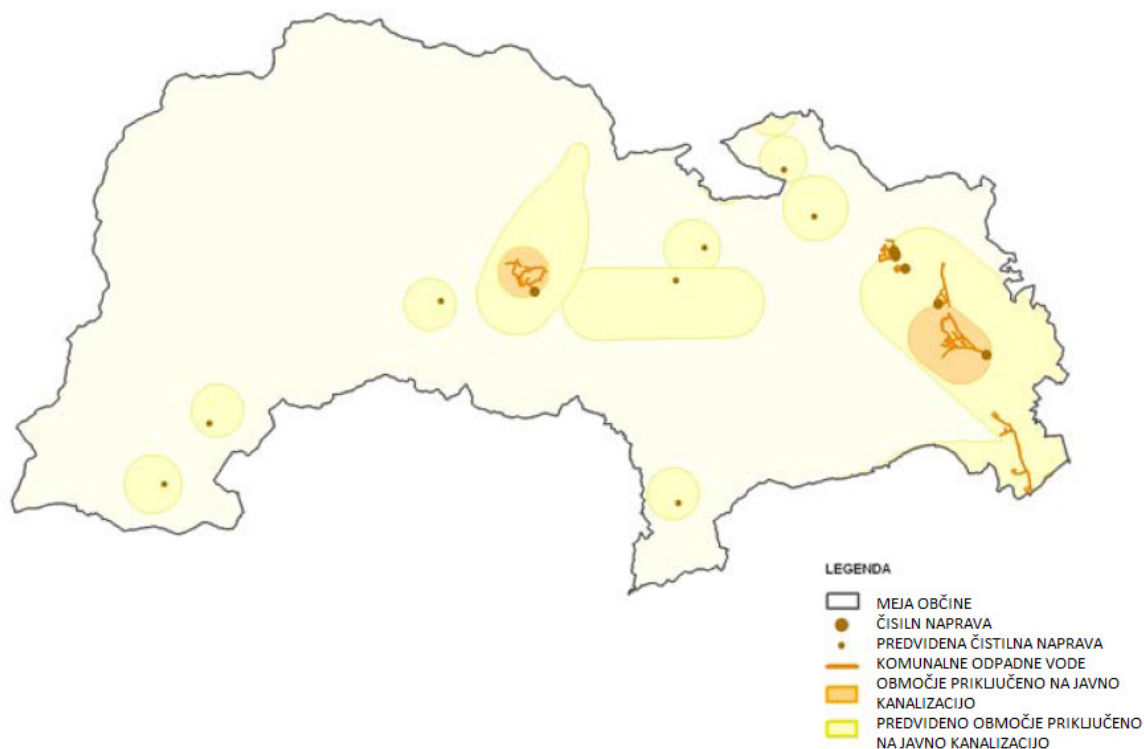 LEGENDA
MEJA OBČINE
ČISILN NAPRAVA
PREDVIDENA ČISTILNA NAPRAVA
KOMUNALNE ODPADNE VODE
OBMOČJE PRIKLJUČENO NA JAVNO
KANALIZACIJO
PREDVIDENO OBMOČJE PRIKLJUČENO
NA JAVNO KANALIZACIJO